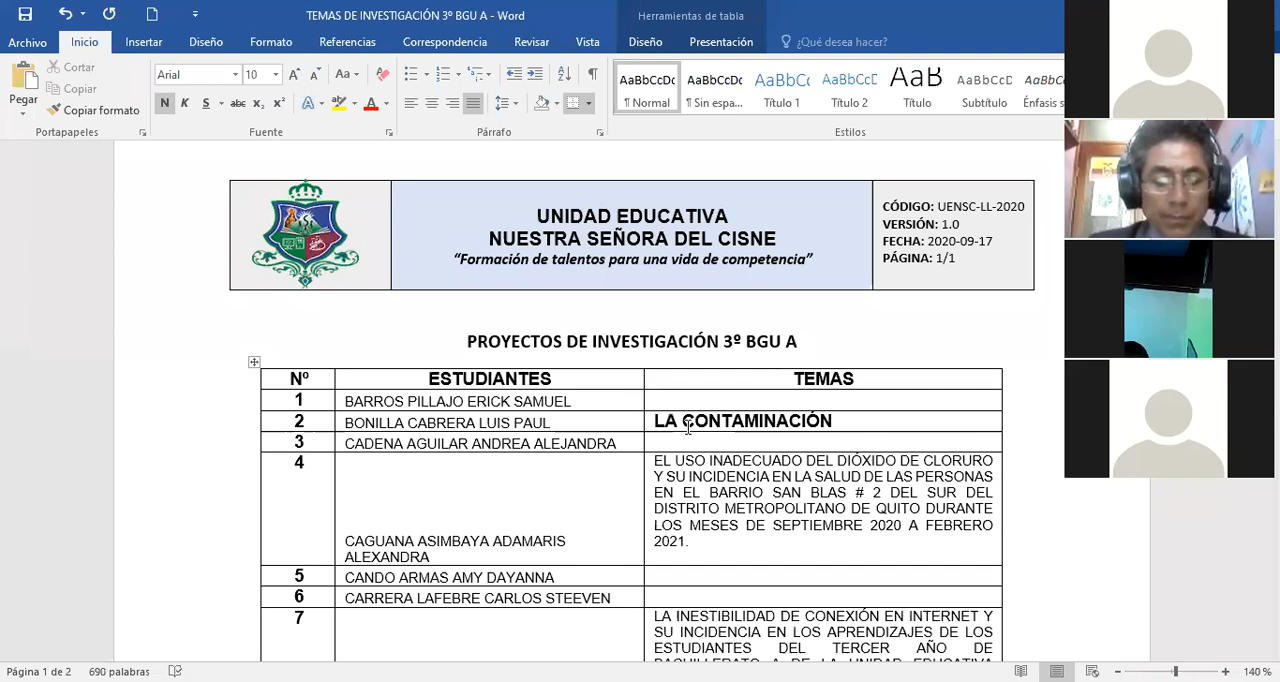 TEMAS DE INVESTIGACIÓN 3º BGU A - Word
Herramientas de tabla
Archivo
Inicio
Insertar
Diseño
Formato
Referencias
Correspondencia
Revisar
Vista
Diseño
Presentación
¿Qué desea hacer?
Pegar
Cortar
Copiar
Copiar formato
Portapapeles
Arial
10
Fuente
Párrafo
AaBbCcDc
¶ Normal
AaBbCcDc
¶ Sin espa...
AaBbCc
Título 1
AaBbCcD
Título 2
AaB
Título
AaBbCcD
Subtítulo
Énfasis s
Estilos
UNIDAD EDUCATIVA
NUESTRA SEÑORA DEL CISNE
“Formación de talentos para una vida de competencia”
CÓDIGO: UENSC-LL-2020
VERSIÓN: 1.0
FECHA: 2020-09-17
PÁGINA: 1/1
PROYECTOS DE INVESTIGACIÓN 3º BGU A
Nº ESTUDIANTES TEMAS
1 BARROS PILLAJO ERICK SAMUEL
2 BONILLA CABRERA LUIS PAUL LA CONTAMINACIÓN
3 CADENA AGUILAR ANDREA ALEJANDRA
4
CAGUANA ASIMBAYA ADAMARIS
ALEXANDRA
EL USO INADECUADO DEL DIÓXIDO DE CLORURO
Y SU INCIDENCIA EN LA SALUD DE LAS PERSONAS
EN EL BARRIO SAN BLAS # 2 DEL SUR DEL
DISTRITO METROPOLITANO DE QUITO DURANTE
LOS MESES DE SEPTIEMBRE 2020 A FEBRERO
2021.
5 CANDO ARMAS AMY DAYANNA
6 CARRERA LAFEBRE CARLOS STEEVEN
7
LA INESTIBILIDAD DE CONEXIÓN EN INTERNET Y
SU INCIDENCIA EN LOS APRENDIZAJES DE LOS
ESTUDIANTES DEL TERCER AÑO DE
BACHILLERATO A DE LA UNIDAD EDUCATIVA
Página 1 de 2
690 palabras
140 %